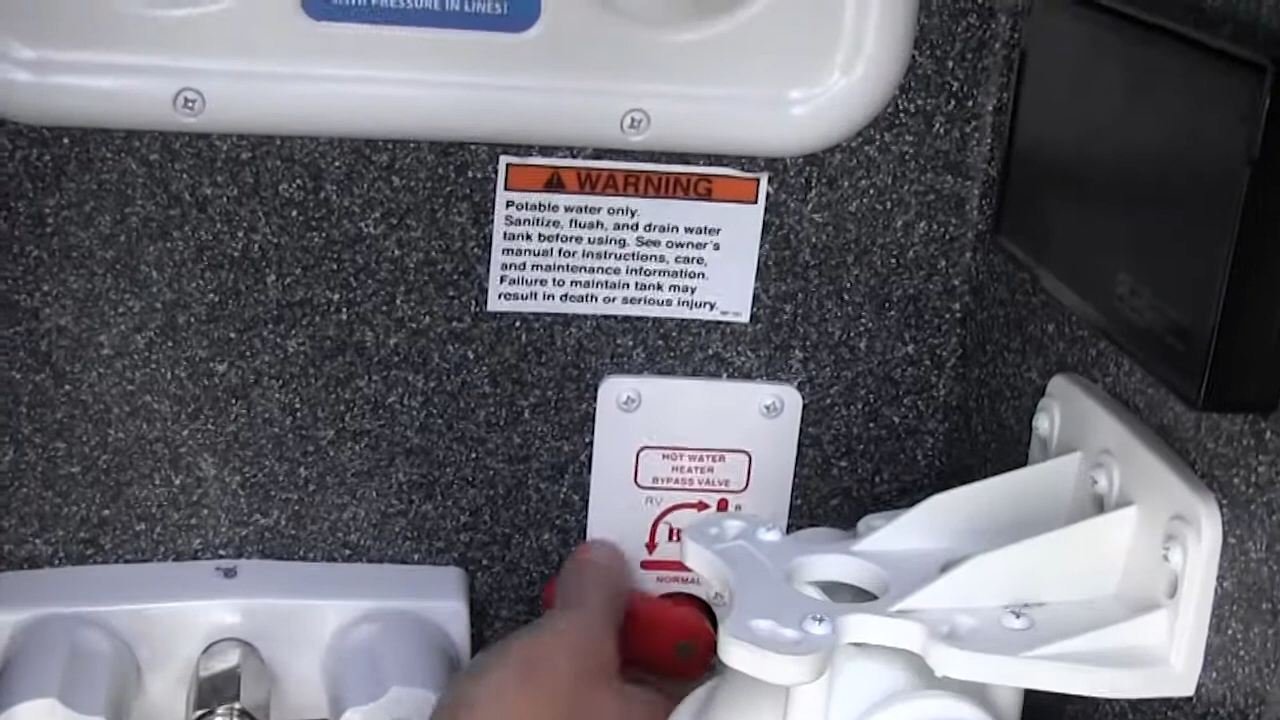 WITH PRESSURE IN LINES!
WARNING
Potable water only.
Sanitize, flush, and drain water
tank before using. See owner's
manual for instructions, care,
and maintenance information.
Failure to maintain tank may
result in death or serious injury.
HOT WATER
HEATER
BYPASS VALVE
NORMAL